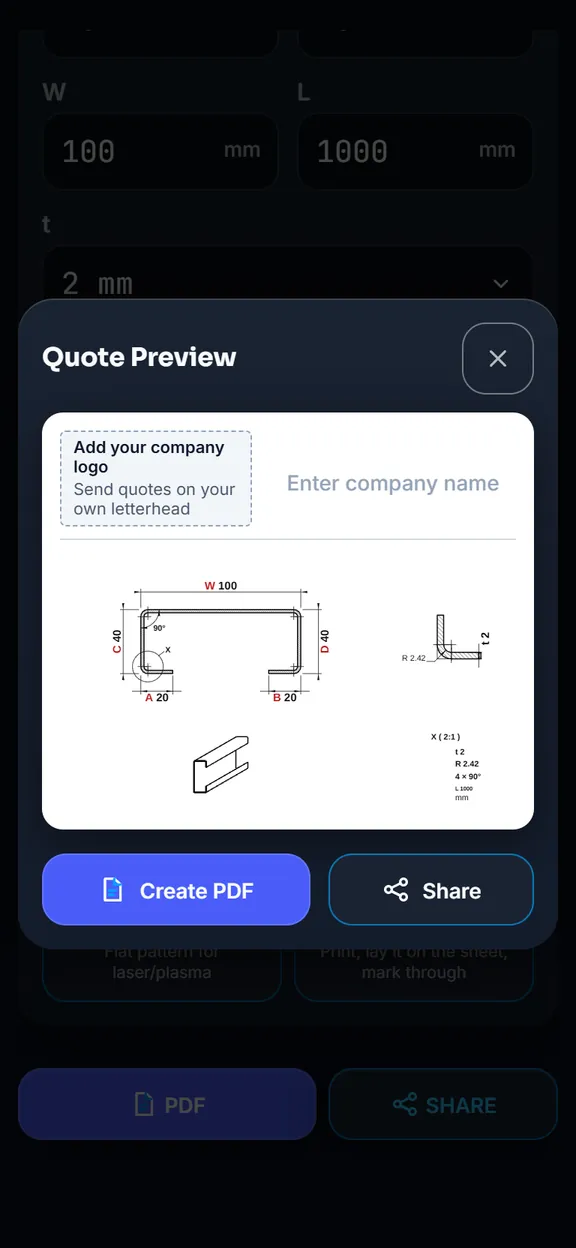 W
L
100
mm
1000
mm
t
2 mm
Quote Preview
Add your company
logo
Send quotes on your
own letterhead
Enter company name
W 100
90°
C 40
D 40
X
A 20
B 20
t 2
R 2.42
X ( 2:1 )
t 2
R 2.42
4 × 90°
L 1000
mm
Create PDF
Share
Flat pattern for
laser/plasma
Print, lay it on the sheet,
mark through
PDF
SHARE